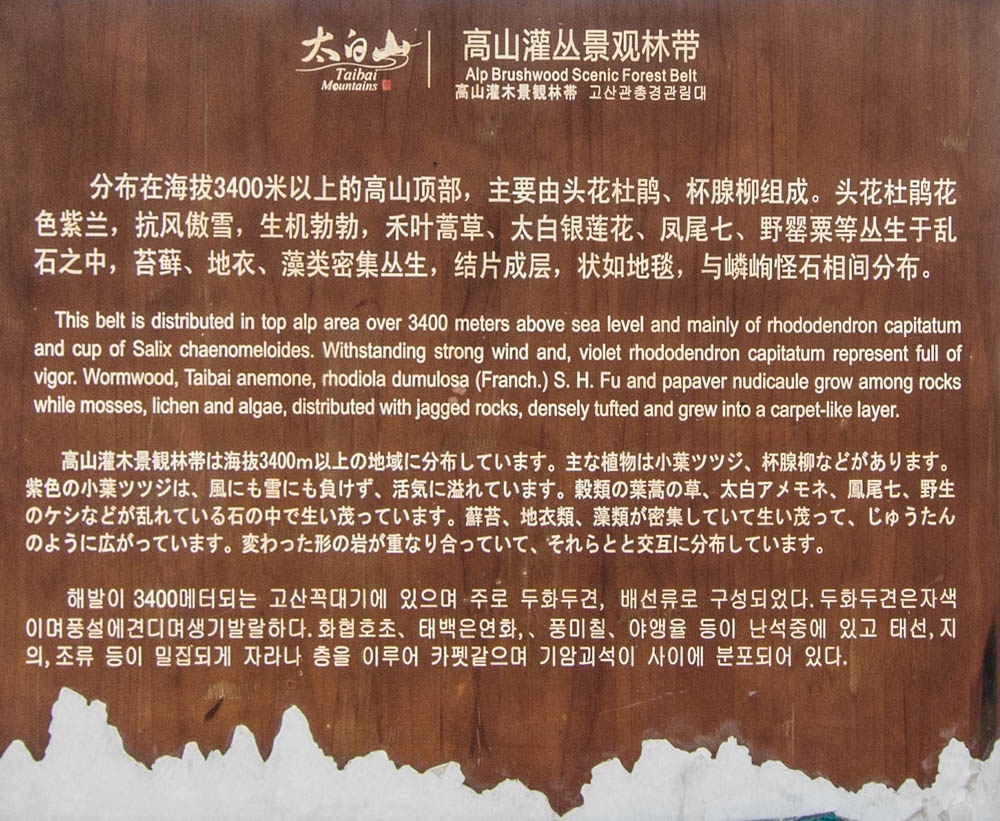 太白山
Taibai
Mountains
高山灌丛景观林带
Alp Brushwood Scenic Forest Belt
高山灌木景観林帯 고산관총경관림대
分布在海拔3400米以上的高山顶部，主要由头花杜鹃、杯腺柳组成。头花杜鹃花
色紫兰，抗风傲雪，生机勃勃，禾叶蒿草、太白银莲花、凤尾七、野罂粟等丛生于乱
石之中，苔藓、地衣、藻类密集丛生，结片成层，状如地毯，与嶙峋怪石相间分布。
This belt is distributed in top alp area over 3400 meters above sea level and mainly of rhododendron capitatum
and cup of Salix chaenomeloides. Withstanding strong wind and, violet rhododendron capitatum represent full of
vigor. Wormwood, Taibai anemone, rhodiola dumulosa (Franch.) S. H. Fu and papaver nudicaule grow among rocks
while mosses, lichen and algae, distributed with jagged rocks, densely tufted and grew into a carpet-like layer.
高山灌木景観林帯は海抜3400m以上の地域に分布しています。主な植物は小葉ツツジ、杯腺柳などがあります。
紫色の小葉ツツジは、風にも雪にも負けず、活気に溢れています。穀類の葉蒿の草、太白アメモネ、鳳尾七、野生
のケシなどが乱れている石の中で生い茂っています。蘚苔、地衣類、藻類が密集していて生い茂って、じゅうたん
のように広がっています。変わった形の岩が重なり合っていて、それらとと交互に分布しています。
해발이 3400메터되는 고산꼭대기에 있으며 주로 두화두견, 배선류로 구성되었다. 두화두견은자색
이며풍설에견디며생기발랄하다. 화협호초、태백은연화,、풍미칠、야앵율 등이 난석중에 있고 태선, 지
의, 조류 등이 밀집되게 자라나 층을 이루어 카펫같으며 기암괴석이 사이에 분포되어 있다.